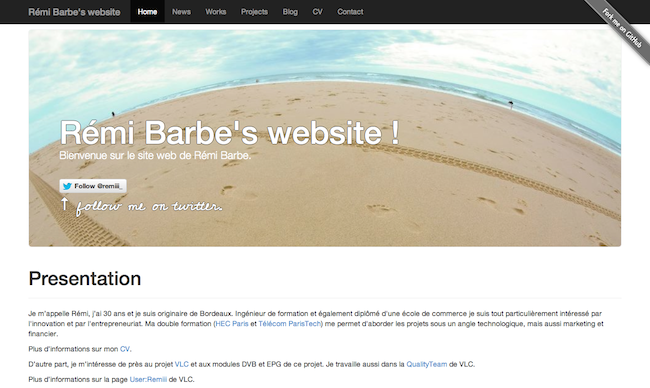 Rémi Barbe's website Home News Works Projects Blog CV Contact
Fork me on GitHub
Rémi Barbe's website !
Bienvenue sur le site web de Rémi Barbe.
Follow @remiii_
↑ follow me on twitter.
Presentation
Je m'appelle Rémi, j'ai 30 ans et je suis originaire de Bordeaux. Ingénieur de formation et également diplômé d'une école de commerce je suis tout particulièrement intéressé par
l'innovation et par l'entrepreneuriat. Ma double formation (HEC Paris et Télécom ParisTech) me permet d'aborder les projets sous un angle technologique, mais aussi marketing et
financier.
Plus d'informations sur mon CV.
D'autre part, je m'intéresse de près au projet VLC et aux modules DVB et EPG de ce projet. Je travaille aussi dans la QualityTeam de VLC.
Plus d'informations sur la page User:Remiii de VLC.